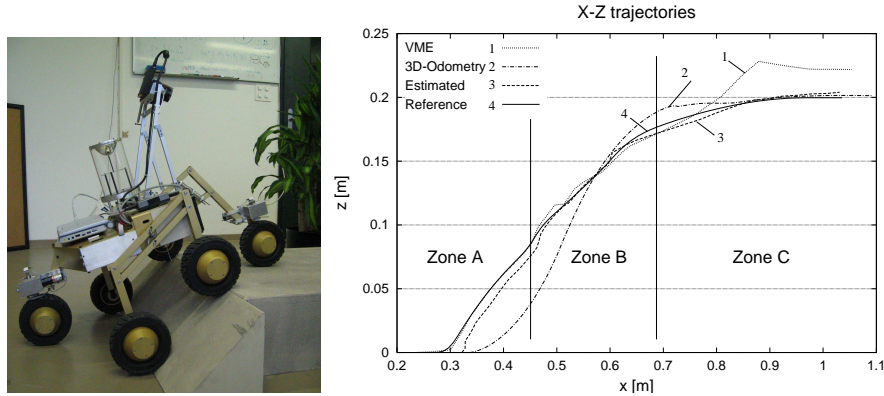 X-Z trajectories
z [m]
0.25
0.2
0.15
0.1
0.05
0
VME 1
3D-Odometry 2
Estimated 3
Reference 4
1
2
4
3
Zone A
Zone B
Zone C
0.2 0.3 0.4 0.5 0.6 0.7 0.8 0.9 1 1.1
x [m]